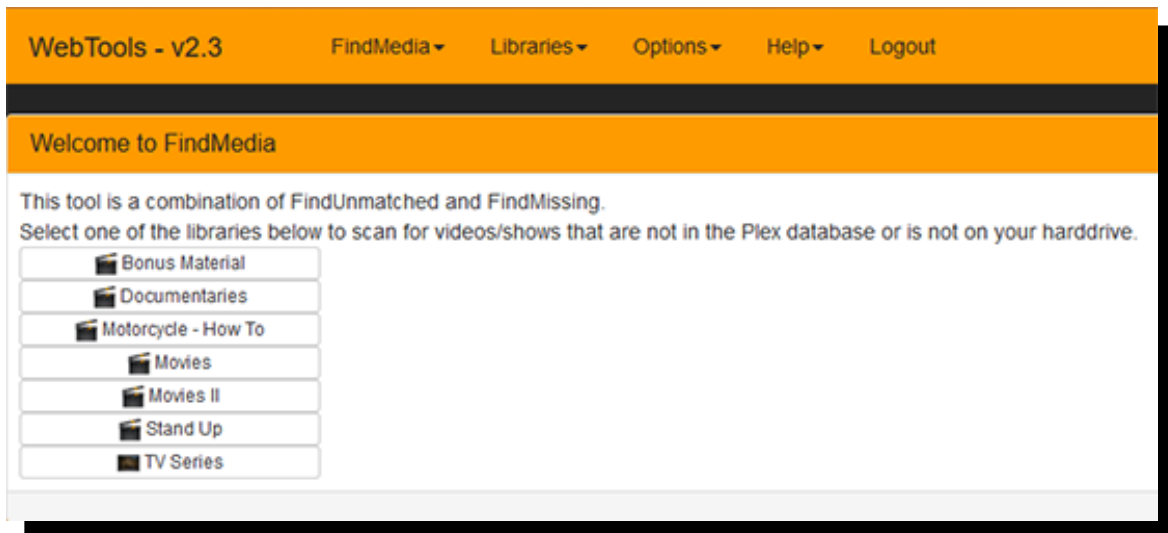 WebTools - v2.3 FindMedia Libraries Options Help Logout
Welcome to FindMedia
This tool is a combination of FindUnmatched and FindMissing.
Select one of the libraries below to scan for videos/shows that are not in the Plex database or is not on your harddrive.
Bonus Material
Documentaries
Motorcycle - How To
Movies
Movies II
Stand Up
TV Series